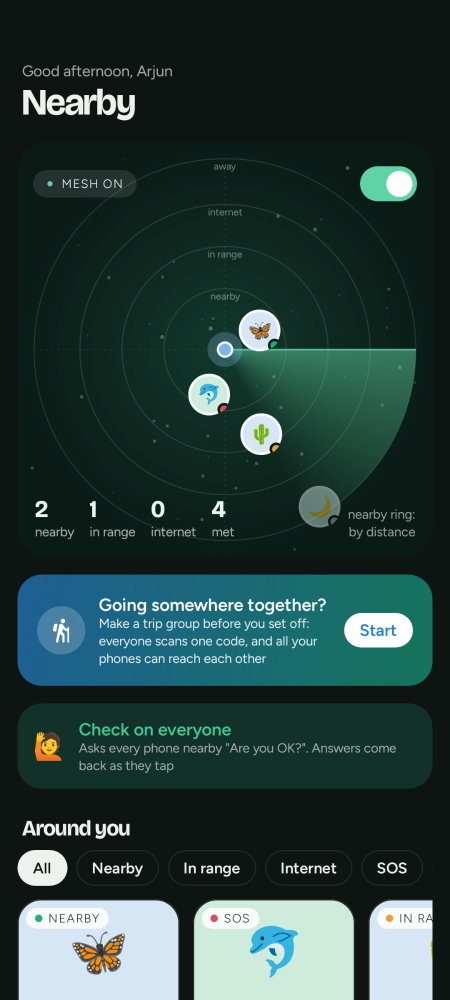 Good afternoon, Arjun
Nearby
away
MESH ON
internet
in range
nearby
2
nearby
1
in range
0
internet
4
met
nearby ring:
by distance
Going somewhere together?
Make a trip group before you set off:
everyone scans one code, and all your
phones can reach each other
Start
Check on everyone
Asks every phone nearby "Are you OK?". Answers come
back as they tap
Around you
All
Nearby
In range
Internet
SOS
NEARBY
SOS
IN RA